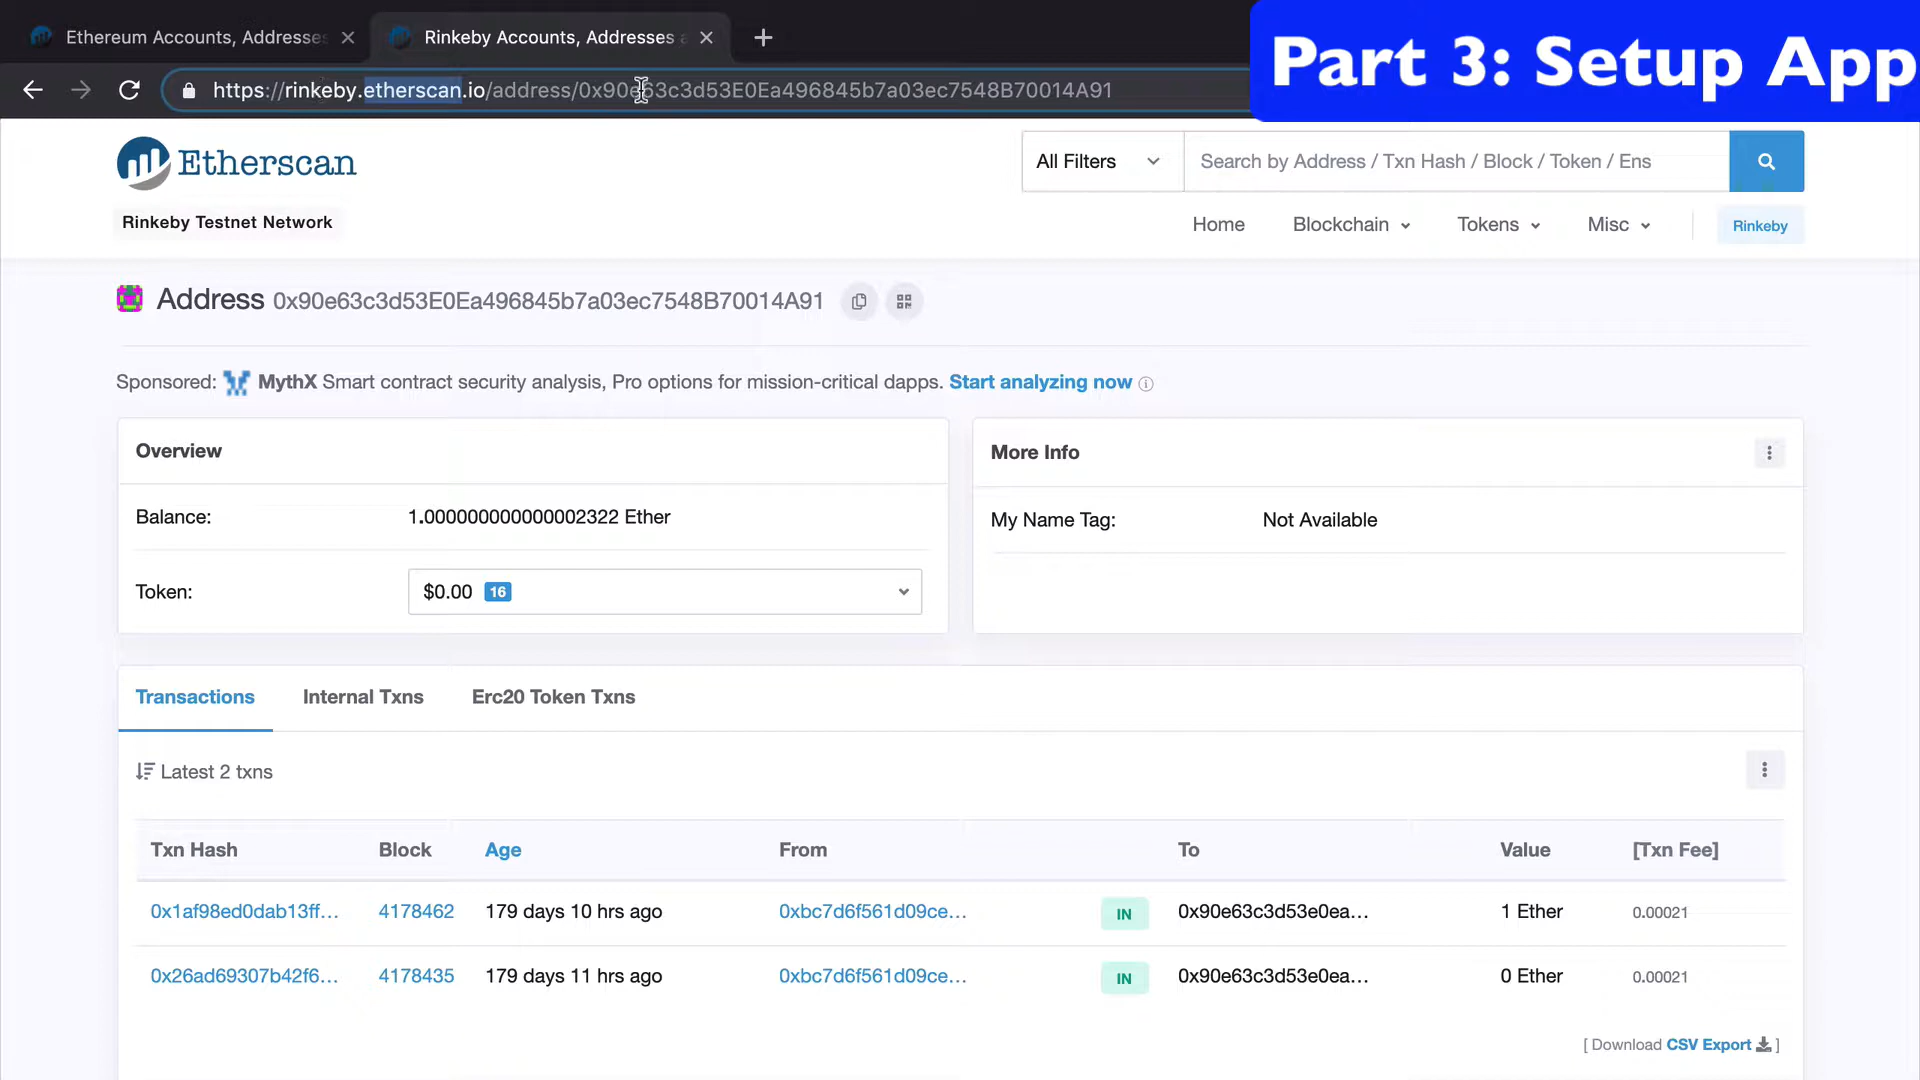 Ethereum Accounts, Addresses
Rinkeby Accounts, Addresses a
Part 3: Setup App
https://rinkeby.etherscan.io/address/0x90e63c3d53E0Ea496845b7a03ec7548B70014A91
Etherscan
All Filters
Search by Address / Txn Hash / Block / Token / Ens
Rinkeby Testnet Network
Home
Blockchain
Tokens
Misc
Rinkeby
Address 0x90e63c3d53E0Ea496845b7a03ec7548B70014A91
Sponsored: MythX Smart contract security analysis, Pro options for mission-critical dapps. Start analyzing now
Overview
More Info
Balance: 1.000000000000002322 Ether
My Name Tag: Not Available
Token: $0.00 16
Transactions Internal Txns Erc20 Token Txns
Latest 2 txns
Txn Hash Block Age From To Value [Txn Fee]
0x1af98ed0dab13ff... 4178462 179 days 10 hrs ago 0xbc7d6f561d09ce... IN 0x90e63c3d53e0ea... 1 Ether 0.00021
0x26ad69307b42f6... 4178435 179 days 11 hrs ago 0xbc7d6f561d09ce... IN 0x90e63c3d53e0ea... 0 Ether 0.00021
[ Download CSV Export ]